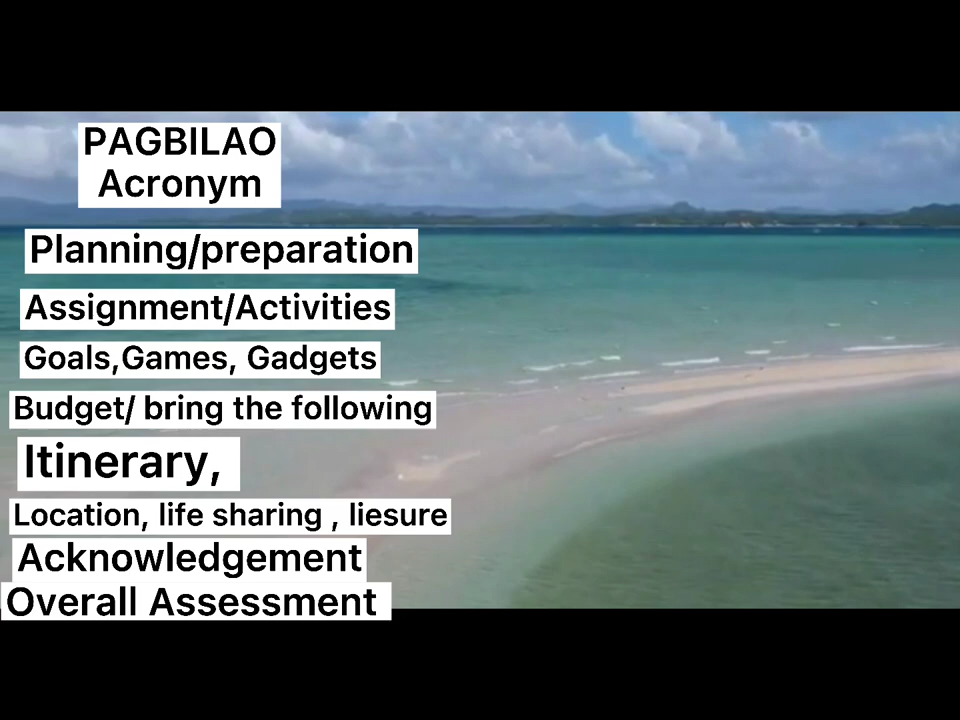 PAGBILAO
Acronym
Planning/preparation
Assignment/Activities
Goals,Games, Gadgets
Budget/ bring the following
Itinerary,
Location, life sharing , liesure
Acknowledgement
Overall Assessment